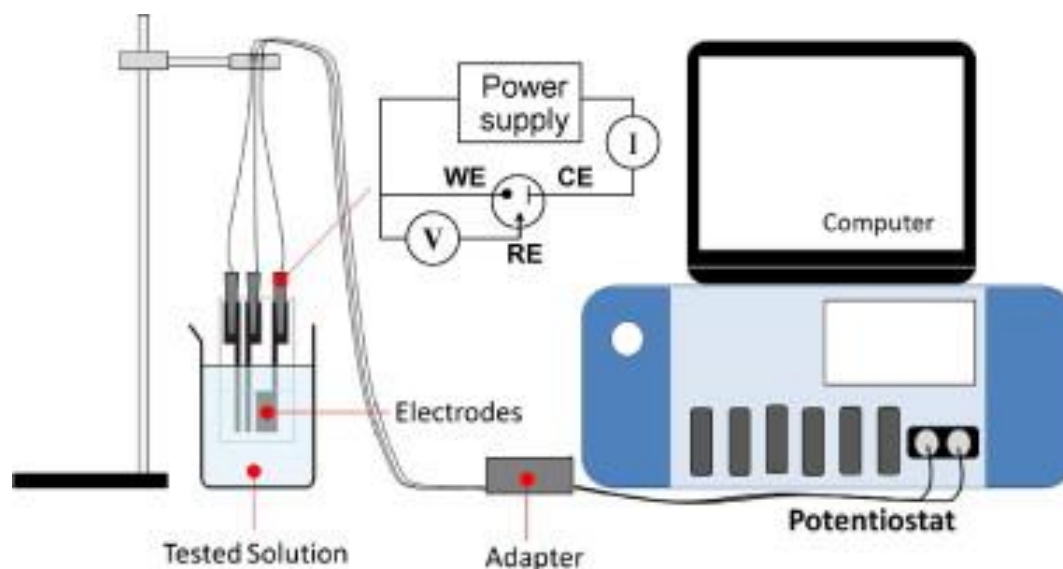 Power
supply
I
WE
CE
V
RE
Computer
Electrodes
Potentiostat
Tested Solution
Adapter